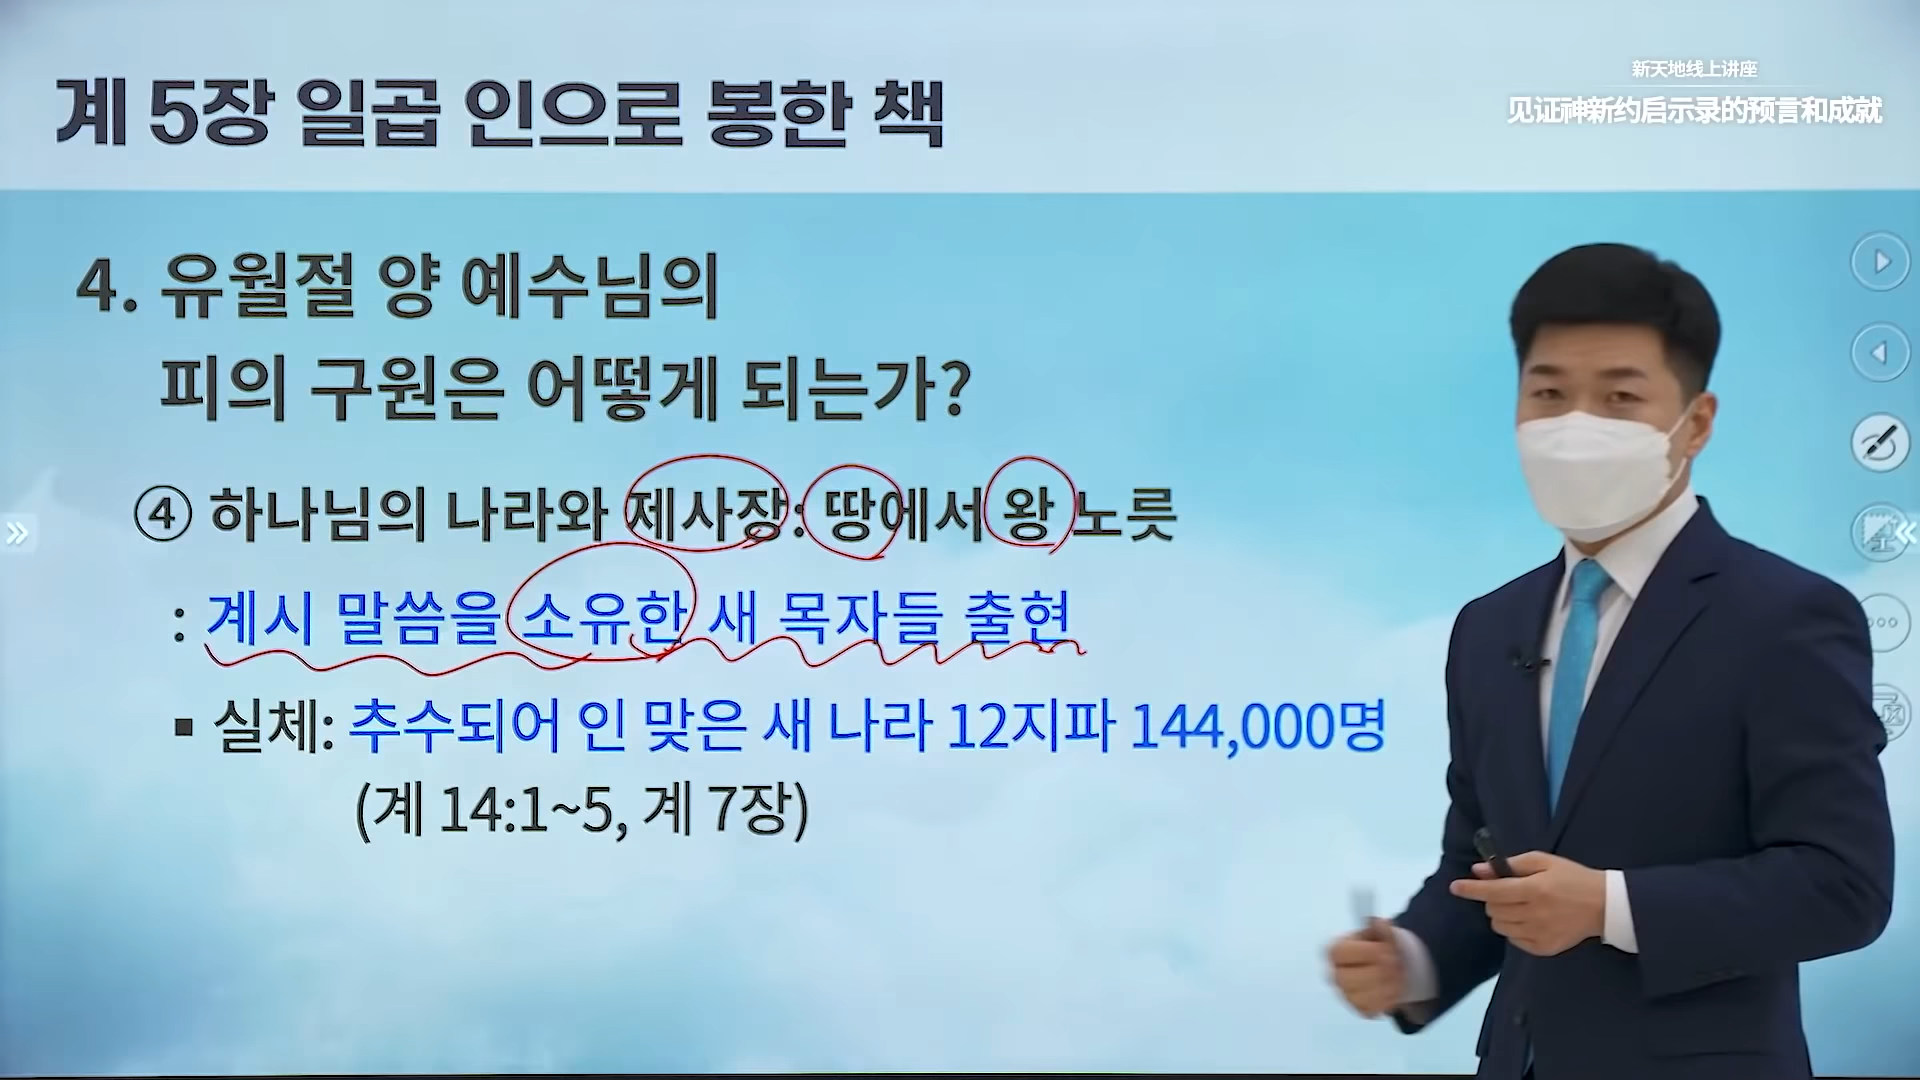 계 5장 일곱 인으로 봉한 책
新天地线上讲座
见证神新约启示录的预言和成就
4. 유월절 양 예수님의
피의 구원은 어떻게 되는가?
④ 하나님의 나라와 제사장: 땅에서 왕 노릇
: 계시 말씀을 소유한 새 목자들 출현
▪ 실체: 추수되어 인 맞은 새 나라 12지파 144,000명
(계 14:1~5, 계 7장)